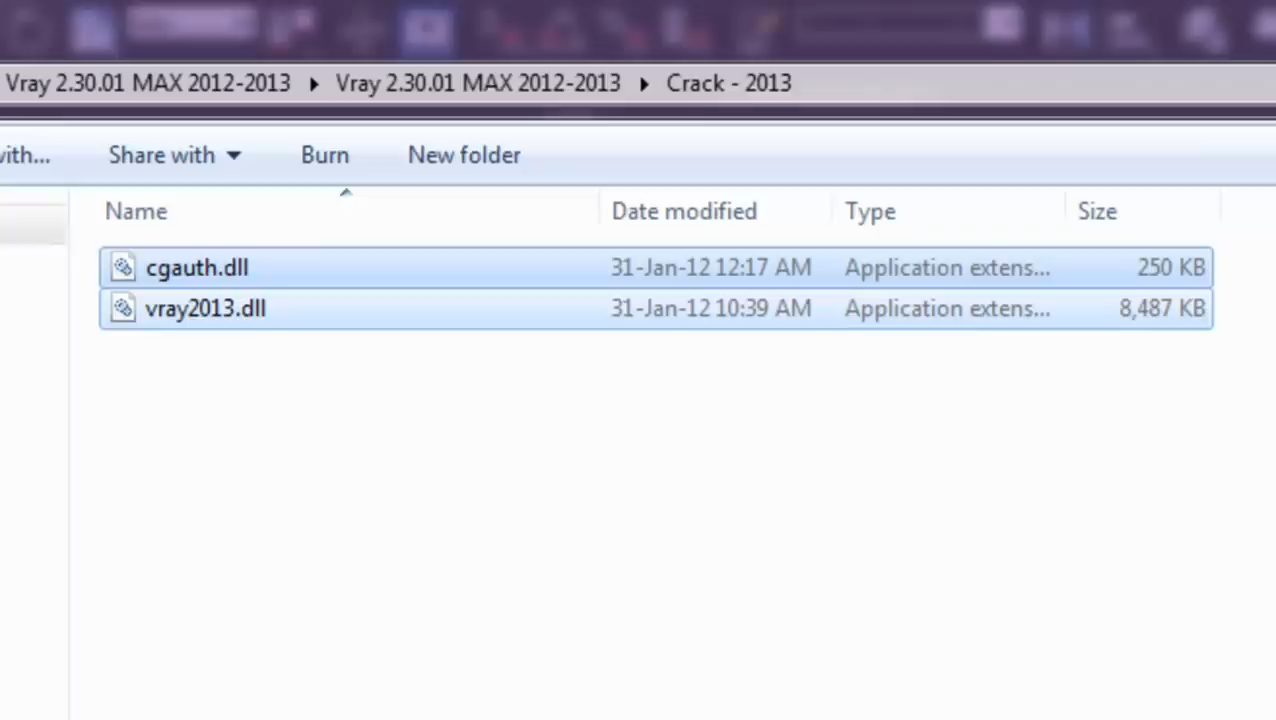 Vray 2.30.01 MAX 2012-2013 Vray 2.30.01 MAX 2012-2013 Crack - 2013
with... Share with Burn New folder
Name Date modified Type Size
cgauth.dll 31-Jan-12 12:17 AM Application extens... 250 KB
vray2013.dll 31-Jan-12 10:39 AM Application extens... 8,487 KB